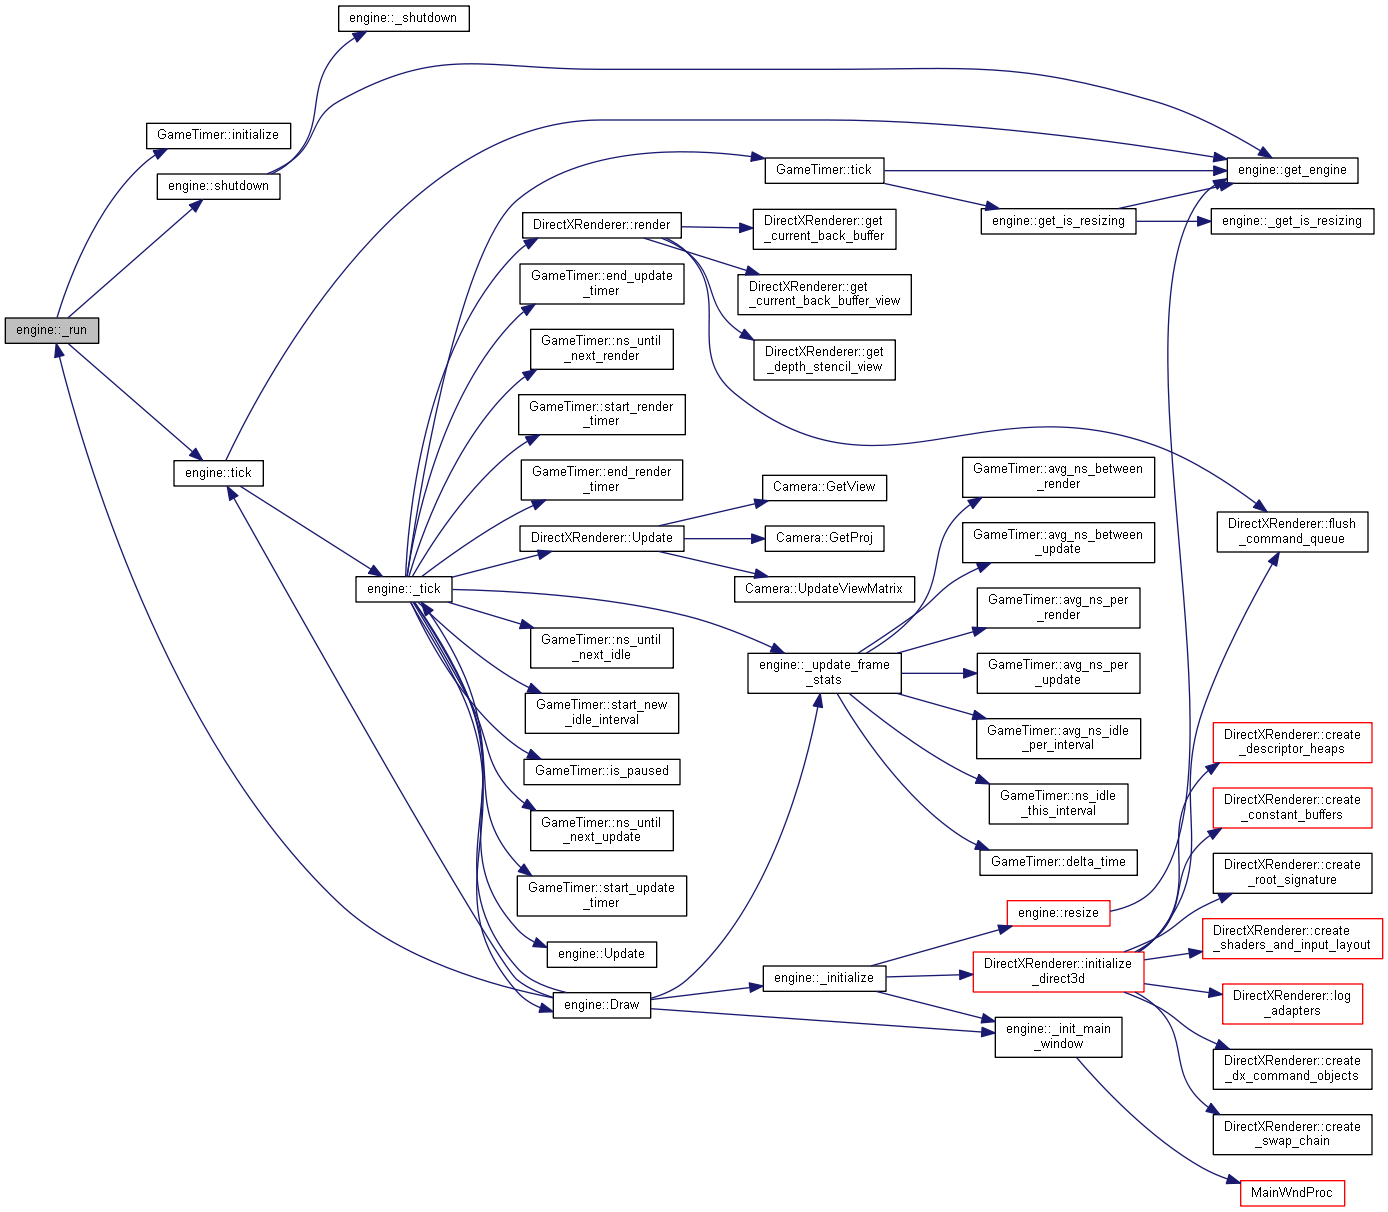 engine::_shutdown
GameTimer::initialize
engine::shutdown
engine::_run
engine::tick
engine::_tick
GameTimer::tick
engine::get_engine
engine::get_is_resizing
engine::_get_is_resizing
DirectXRenderer::render
DirectXRenderer::get
_current_back_buffer
DirectXRenderer::get
_current_back_buffer_view
DirectXRenderer::get
_depth_stencil_view
GameTimer::end_update
_timer
GameTimer::ns_until
_next_render
GameTimer::start_render
_timer
GameTimer::end_render
_timer
DirectXRenderer::Update
Camera::GetView
Camera::GetProj
Camera::UpdateViewMatrix
DirectXRenderer::flush
_command_queue
GameTimer::ns_until
_next_idle
GameTimer::start_new
_idle_interval
GameTimer::is_paused
GameTimer::ns_until
_next_update
GameTimer::start_update
_timer
engine::Update
engine::Draw
engine::_update_frame
_stats
GameTimer::avg_ns_between
_render
GameTimer::avg_ns_between
_update
GameTimer::avg_ns_per
_render
GameTimer::avg_ns_per
_update
GameTimer::avg_ns_idle
_per_interval
GameTimer::ns_idle
_this_interval
GameTimer::delta_time
engine::_initialize
engine::resize
DirectXRenderer::initialize
_direct3d
engine::_init_main
_window
DirectXRenderer::create
_descriptor_heaps
DirectXRenderer::create
_constant_buffers
DirectXRenderer::create
_root_signature
DirectXRenderer::create
_shaders_and_input_layout
DirectXRenderer::log
_adapters
DirectXRenderer::create
_dx_command_objects
DirectXRenderer::create
_swap_chain
MainWndProc